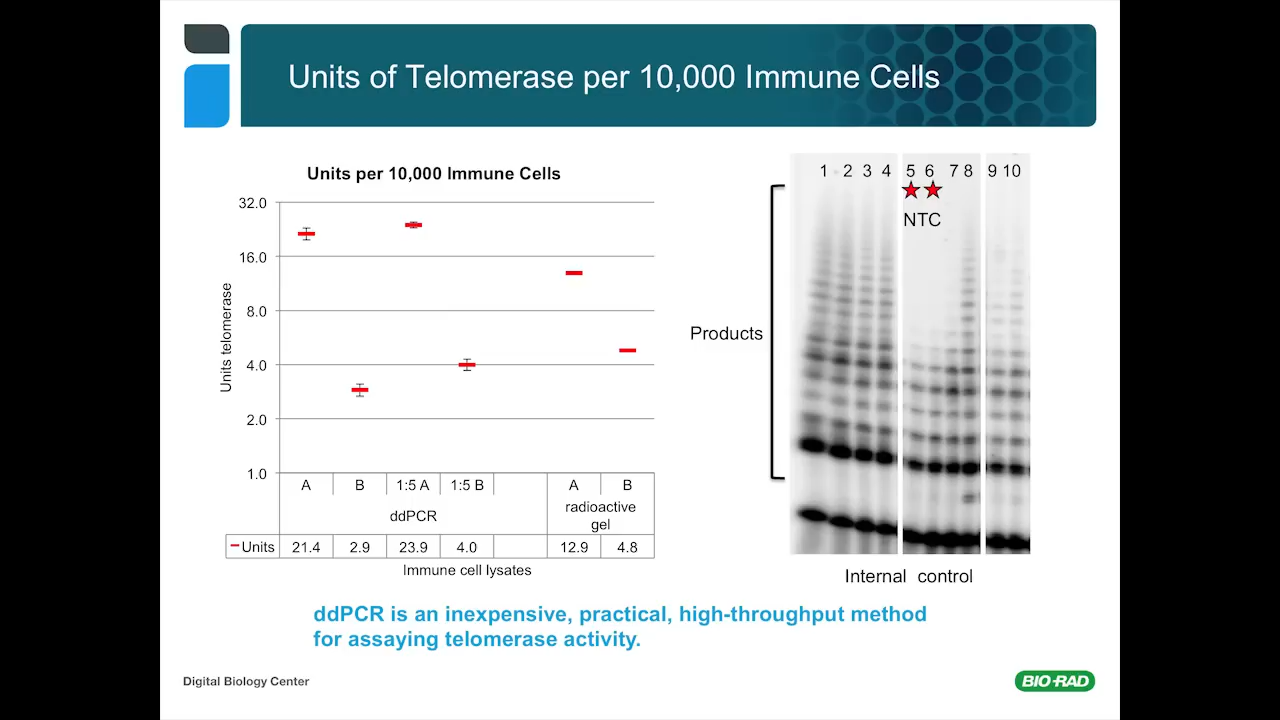 Units of Telomerase per 10,000 Immune Cells
Units per 10,000 Immune Cells
32.0
16.0
8.0
4.0
2.0
1.0
Units telomerase
A B 1:5 A 1:5 B A B
ddPCR
radioactive
gel
Units 21.4 2.9 23.9 4.0 12.9 4.8
Immune cell lysates
1 2 3 4 5 6 7 8 9 10
NTC
Products
Internal control
ddPCR is an inexpensive, practical, high-throughput method
for assaying telomerase activity.
Digital Biology Center
BIO-RAD